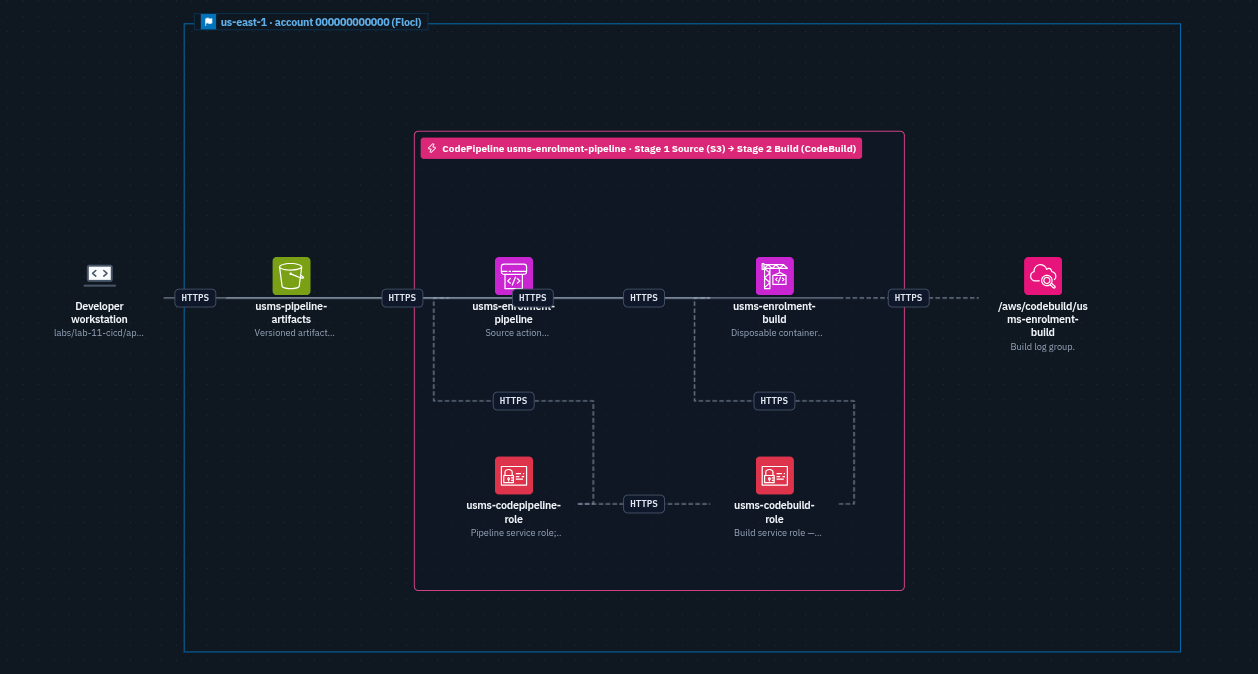 us-east-1 · account 000000000000 (Floci)
CodePipeline usms-enrolment-pipeline · Stage 1 Source (S3) → Stage 2 Build (CodeBuild)
HTTPS
HTTPS
HTTPS
HTTPS
HTTPS
Developer
workstation
labs/lab-11-cicd/ap...
usms-pipeline-
artifacts
Versioned artifact...
usms-enrolment-
pipeline
Source action...
usms-enrolment-
build
Disposable container..
/aws/codebuild/us
ms-enrolment-
build
Build log group.
HTTPS
HTTPS
usms-codepipeline-
role
Pipeline service role;..
HTTPS
usms-codebuild-
role
Build service role —...